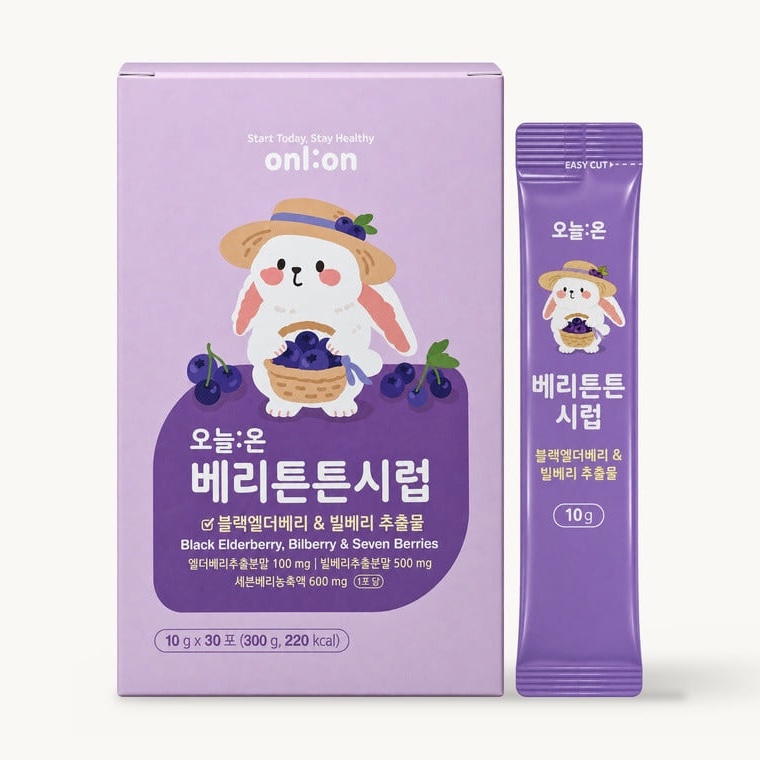 Start Today, Stay Healthy
onl:on
오늘:온
베리튼튼시럽
블랙엘더베리 & 빌베리 추출물
Black Elderberry, Bilberry & Seven Berries
엘더베리추출분말 100 mg | 빌베리추출분말 500 mg
세븐베리농축액 600 mg 1포당
10 g x 30 포 (300 g, 220 kcal)
EASY CUT
오늘:온
베리튼튼
시럽
블랙엘더베리 &
빌베리 추출물
10 g